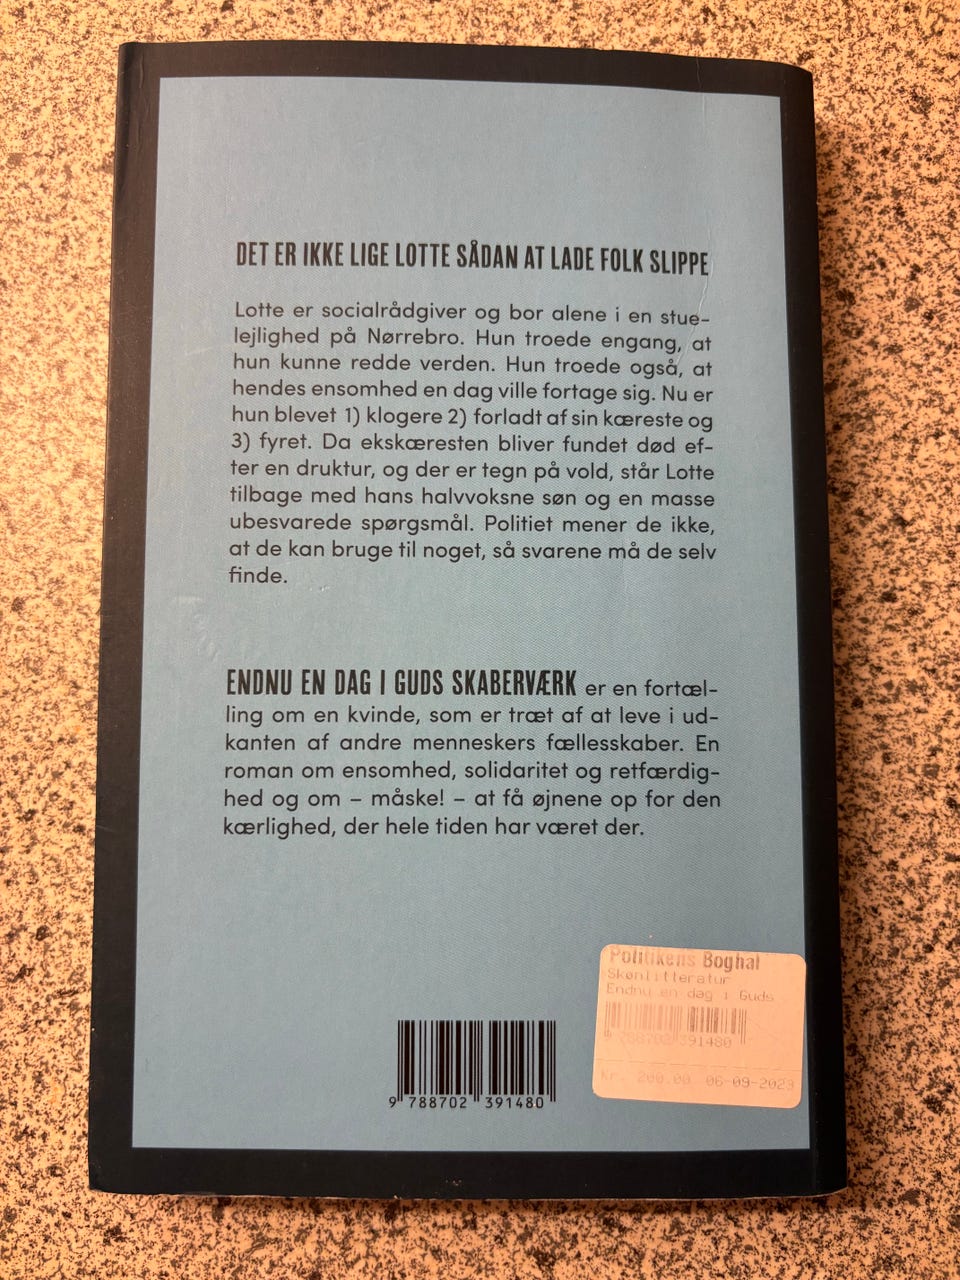 DET ER IKKE LIGE LOTTE SÅDAN AT LADE FOLK SLIPPE
Lotte er socialrådgiver og bor alene i en stue-
lejlighed på Nørrebro. Hun troede engang, at
hun kunne redde verden. Hun troede også, at
hendes ensomhed en dag ville fortage sig. Nu er
hun blevet 1) klogere 2) forladt af sin kæreste og
3) fyret. Da ekskæresten bliver fundet død ef-
ter en druktur, og der er tegn på vold, står Lotte
tilbage med hans halvvoksne søn og en masse
ubesvarede spørgsmål. Politiet mener de ikke,
at de kan bruge til noget, så svarene må de selv
finde.
ENDNU EN DAG I GUDS SKABERVÆRK er en fortæl-
ling om en kvinde, som er træt af at leve i ud-
kanten af andre menneskers fællesskaber. En
roman om ensomhed, solidaritet og retfærdig-
hed og om – måske! – at få øjnene op for den
kærlighed, der hele tiden har været der.
Politikens Boghal
Skønlitteratur
Endnu en dag i Guds
9 788702 391480
Kr. 200.00 06-09-2023
9 788702 391480